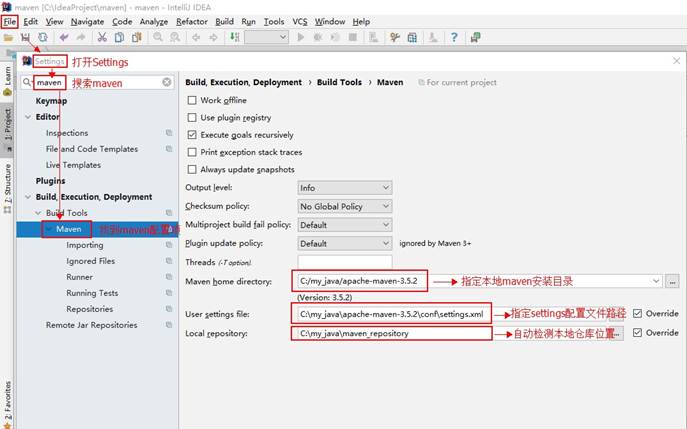 maven [C:\IdeaProject\maven] - maven - IntelliJ IDEA
File Edit View Navigate Code Analyze Refactor Build Run Tools VCS Window Help
Settings 打开Settings
maven 搜索maven
Keymap
Editor
Inspections
File and Code Templates
Live Templates
Plugins
Build, Execution, Deployment
Build Tools
Maven 找到maven配置项
Importing
Ignored Files
Runner
Running Tests
Repositories
Remote Jar Repositories
Learn
1: Project
7: Structure
2: Favorites
Build, Execution, Deployment › Build Tools › Maven For current project
Work offline
Use plugin registry
Execute goals recursively
Print exception stack traces
Always update snapshots
Output level: Info
Checksum policy: No Global Policy
Multiproject build fail policy: Default
Plugin update policy: Default ignored by Maven 3+
Threads (-T option):
Maven home directory: C:/my_java/apache-maven-3.5.2 指定本地maven安装目录 ...
(Version: 3.5.2)
User settings file: C:\my_java\apache-maven-3.5.2\conf\settings.xml 指定settings配置文件路径 Override
Local repository: C:\my_java\maven_repository 自动检测本地仓库位置 ... Override